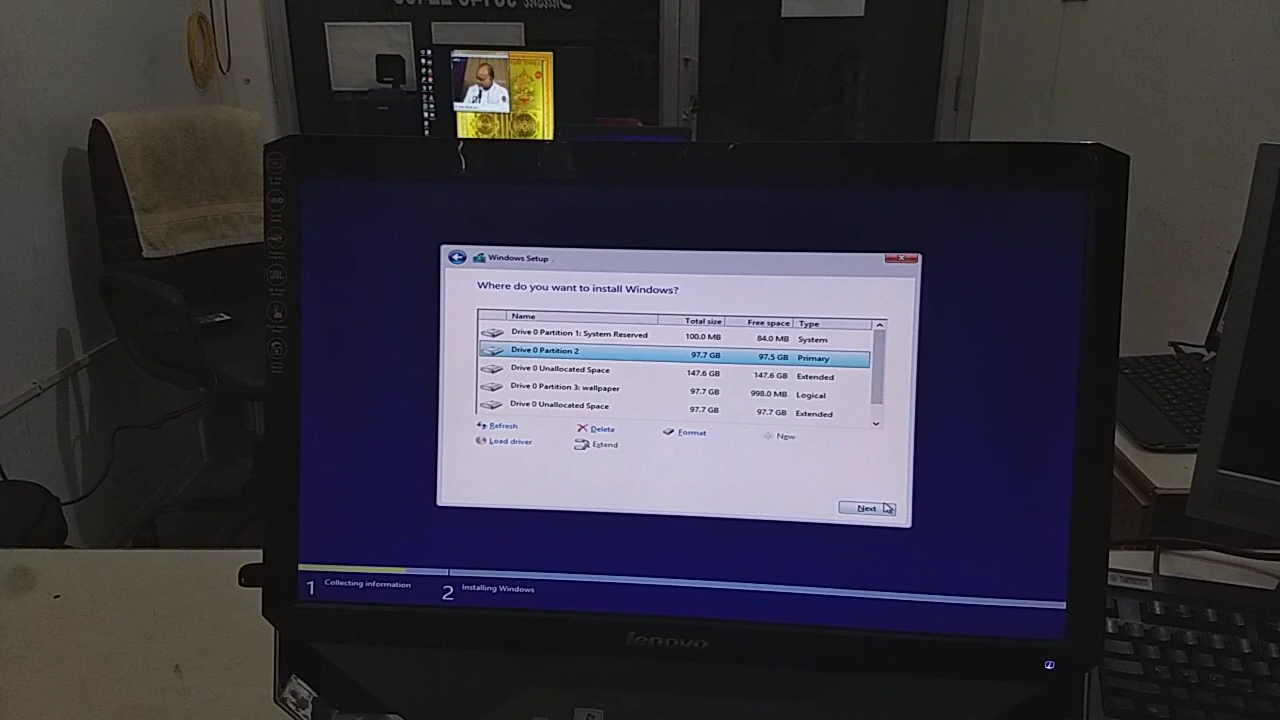 Windows Setup
Where do you want to install Windows?
Name Total size Free space Type
Drive 0 Partition 1: System Reserved 100.0 MB 84.0 MB System
Drive 0 Partition 2 97.7 GB 97.5 GB Primary
Drive 0 Unallocated Space 147.6 GB 147.6 GB Extended
Drive 0 Partition 3: wallpaper 97.7 GB 998.0 MB Logical
Drive 0 Unallocated Space 97.7 GB 97.7 GB Extended
Refresh Delete Format New
Load driver Extend
Next
1 Collecting information 2 Installing Windows
lenovo